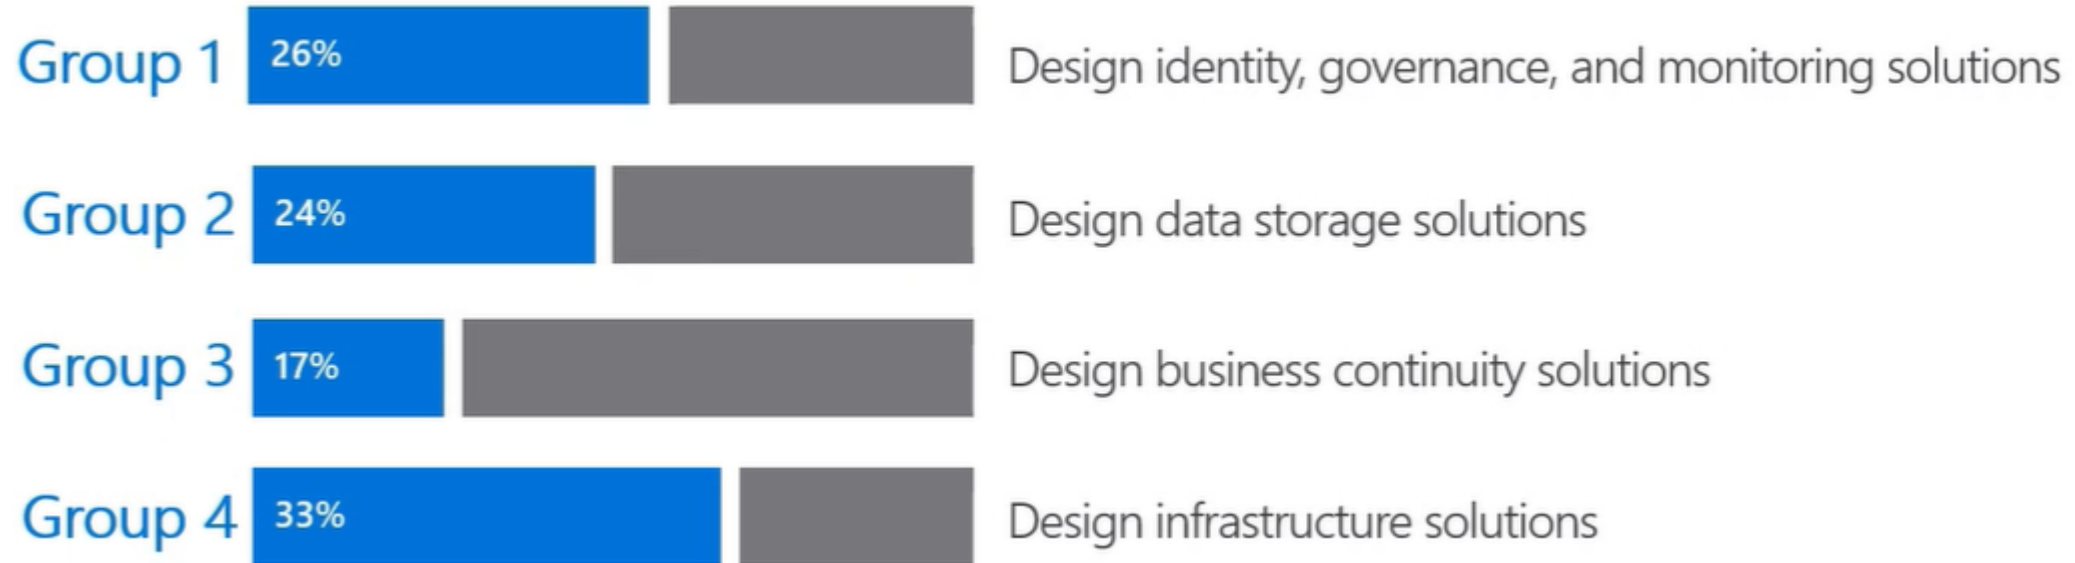 Group 1 26% Design identity, governance, and monitoring solutions
Group 2 24% Design data storage solutions
Group 3 17% Design business continuity solutions
Group 4 33% Design infrastructure solutions